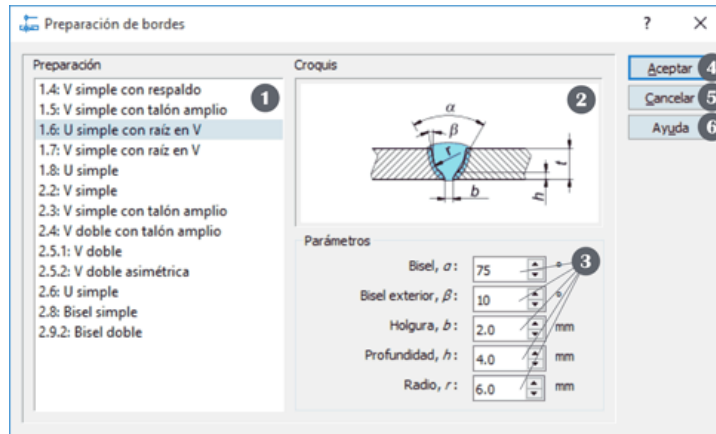 Preparación de bordes
?
Preparación
1.4: V simple con respaldo
1.5: V simple con talón amplio
1.6: U simple con raíz en V
1.7: V simple con raíz en V
1.8: U simple
2.2: V simple
2.3: V simple con talón amplio
2.4: V doble con talón amplio
2.5.1: V doble
2.5.2: V doble asimétrica
2.6: U simple
2.8: Bisel simple
2.9.2: Bisel doble
1
Croquis
2
α
β
r
b
h
t
Parámetros
3
Bisel, α: 75 °
Bisel exterior, β: 10 °
Holgura, b: 2.0 mm
Profundidad, h: 4.0 mm
Radio, r: 6.0 mm
Aceptar 4
Cancelar 5
Ayuda 6